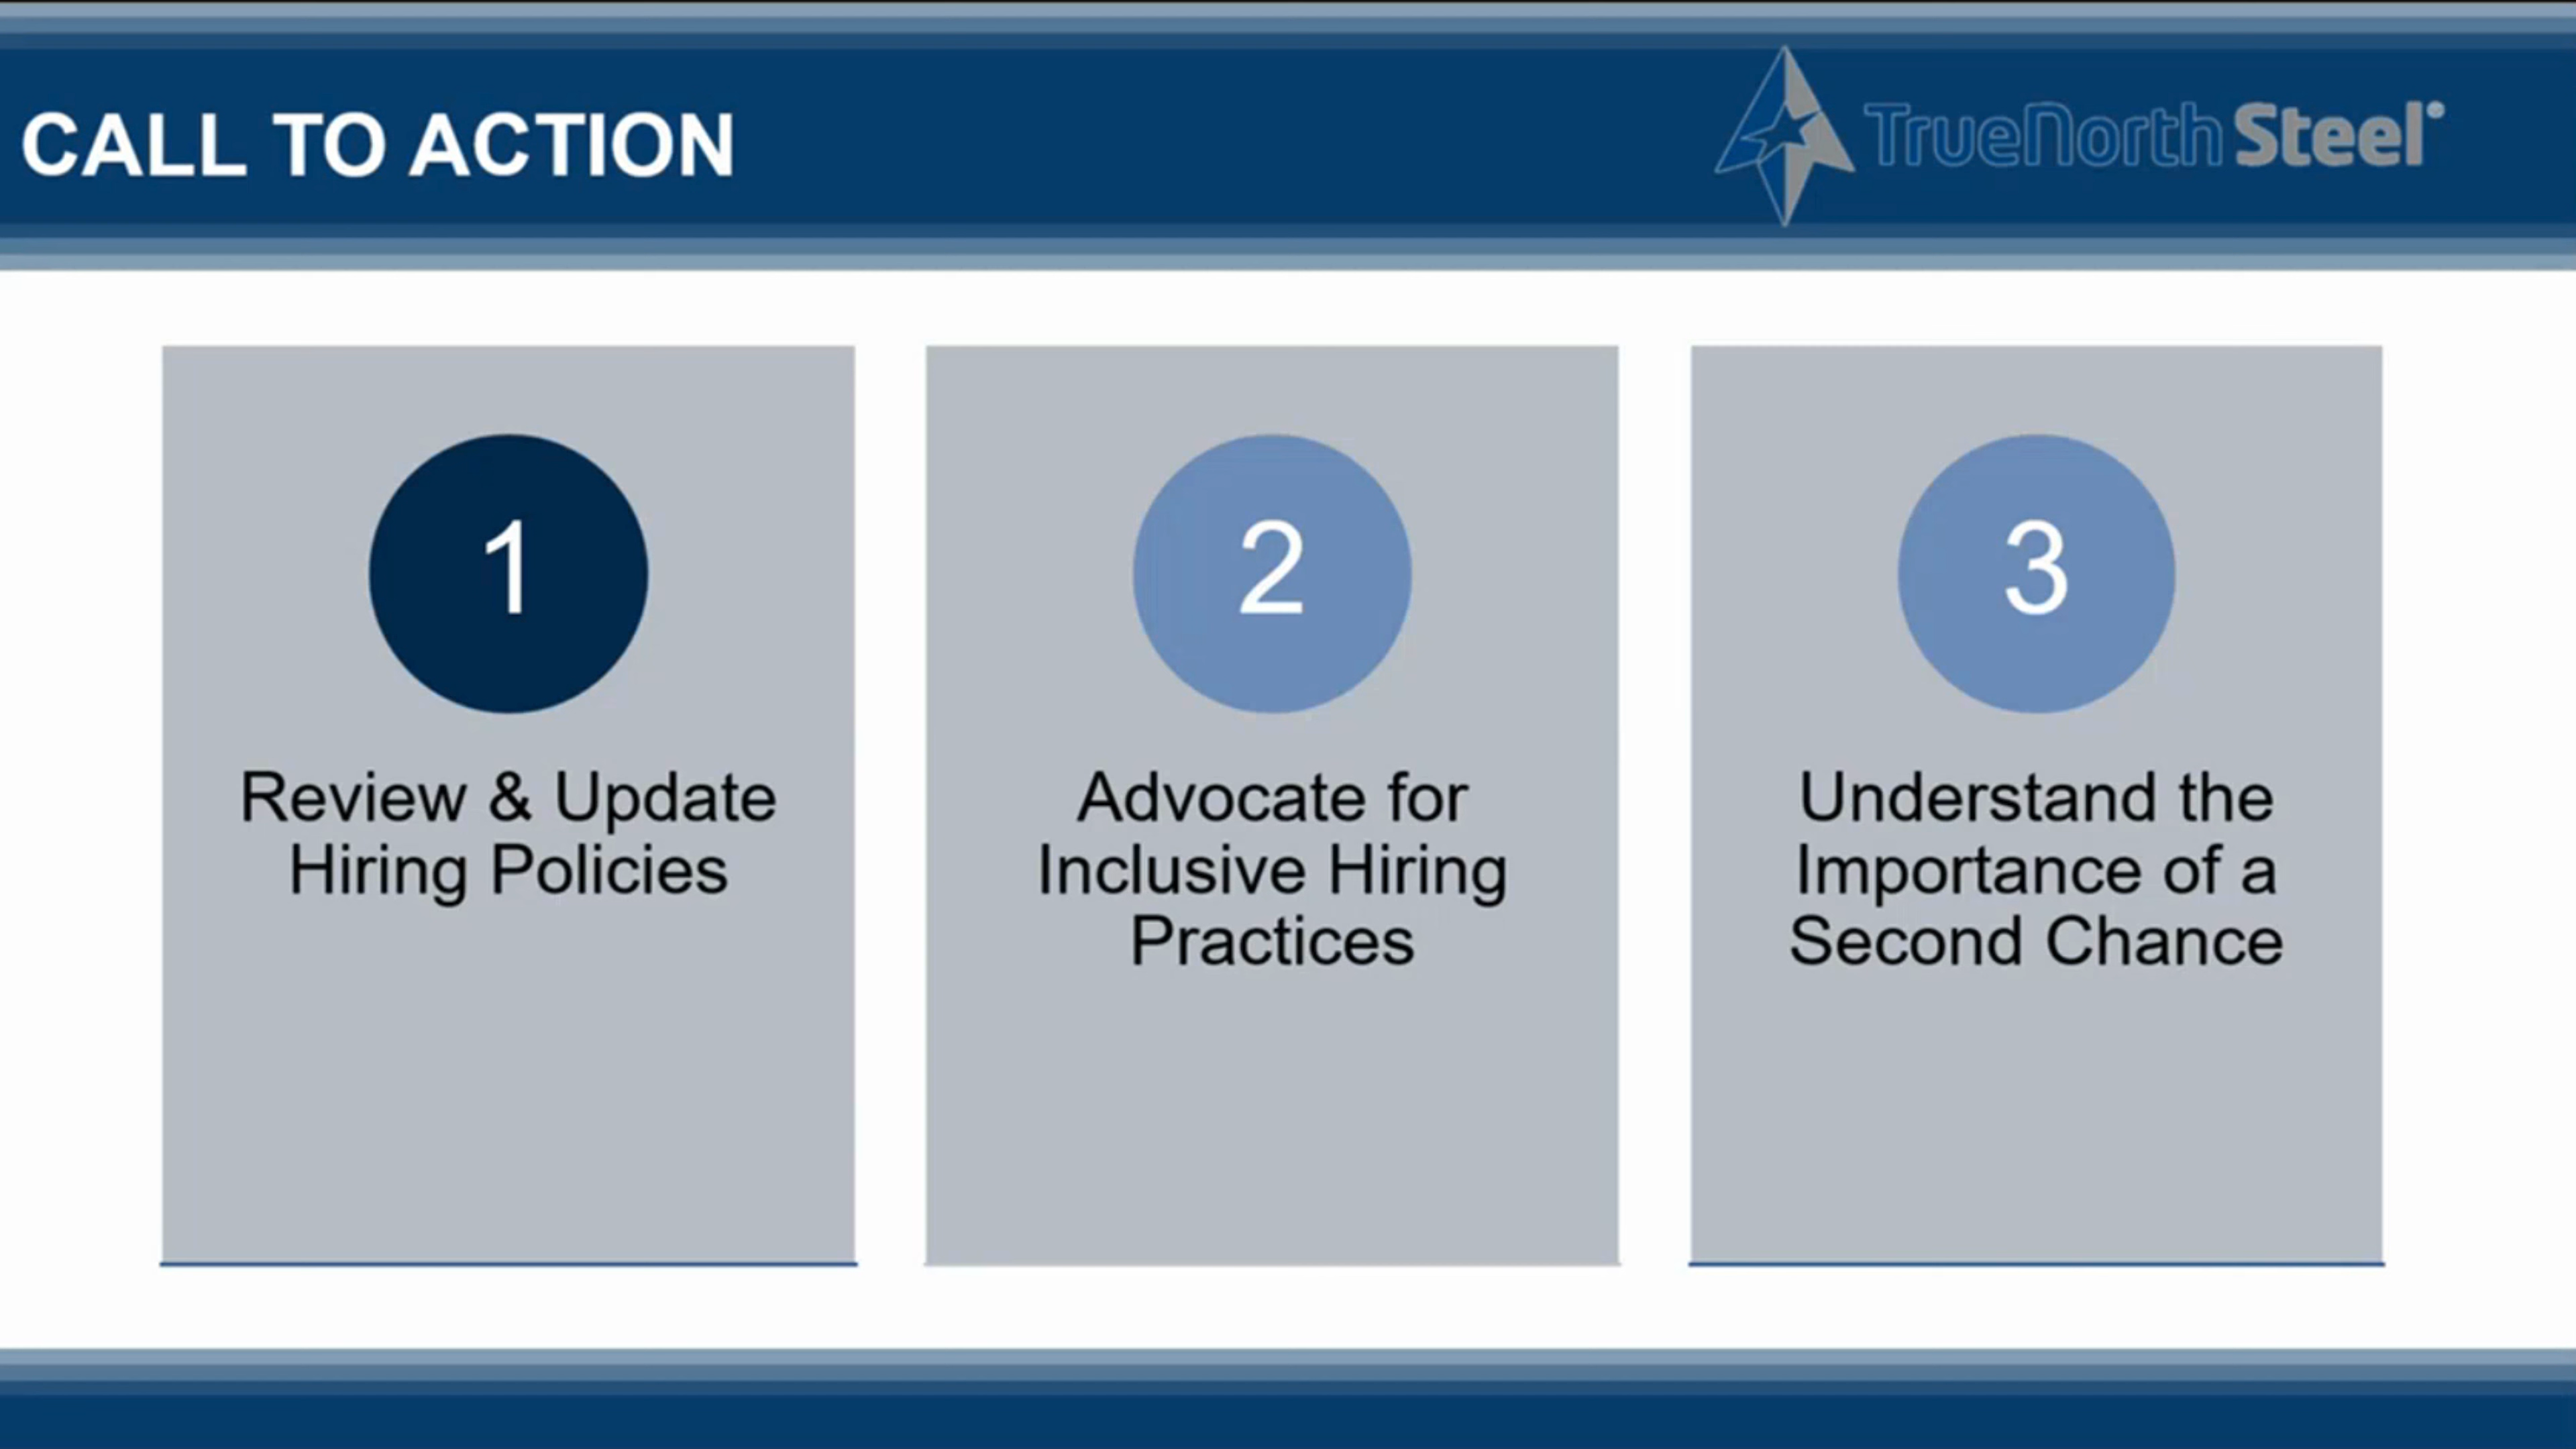 CALL TO ACTION
TrueNorth Steel
1
Review & Update
Hiring Policies
2
Advocate for
Inclusive Hiring
Practices
3
Understand the
Importance of a
Second Chance